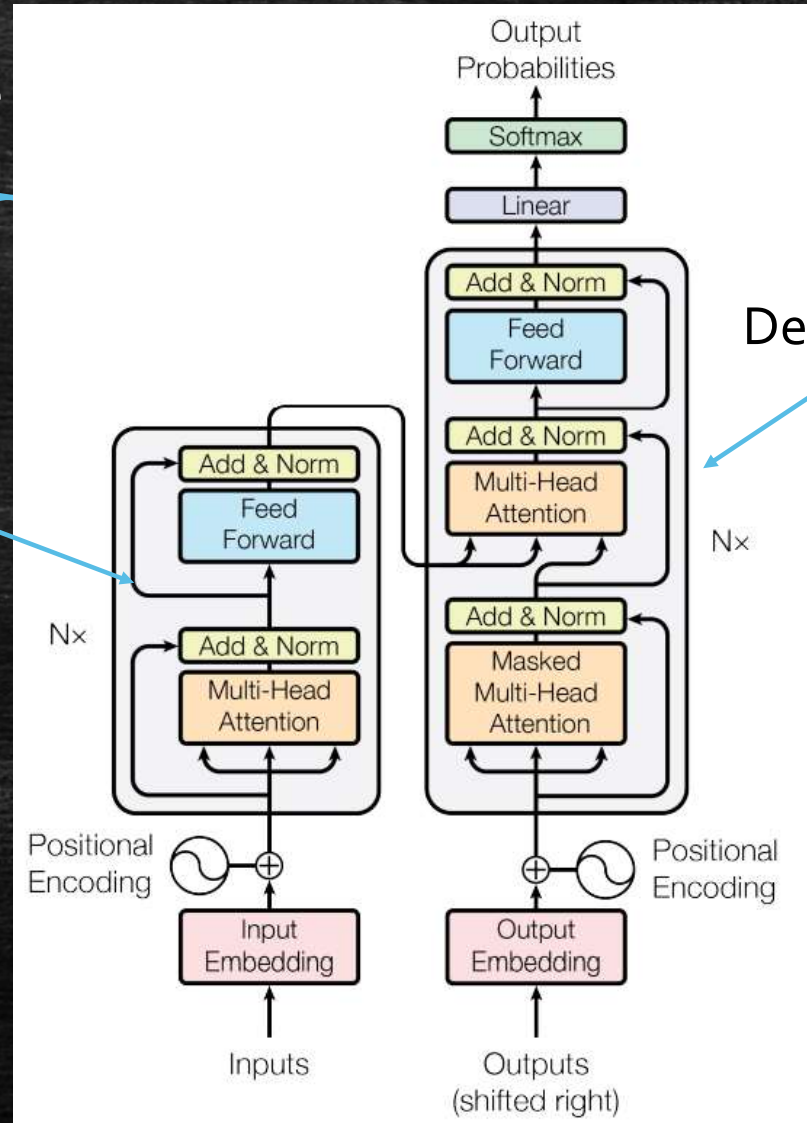 Output
Probabilities
Softmax
Linear
Add & Norm
Feed
Forward
Add & Norm
Multi-Head
Attention
Add & Norm
Masked
Multi-Head
Attention
Nx
De
Add & Norm
Feed
Forward
Add & Norm
Multi-Head
Attention
Nx
Positional
Encoding
Positional
Encoding
Input
Embedding
Output
Embedding
Inputs
Outputs
(shifted right)